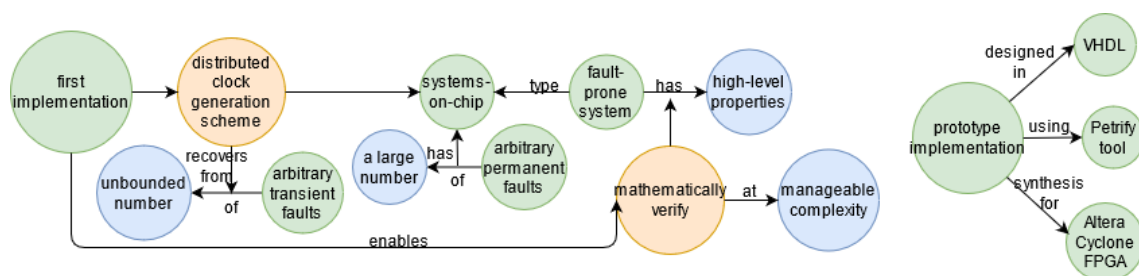 first
implementation
distributed
clock
generation
scheme
systems-
on-chip
type
fault-
prone
system
has
high-level
properties
recovers
from
unbounded
number
of
arbitrary
transient
faults
a large
number
has
of
arbitrary
permanent
faults
mathematically
verify
at
manageable
complexity
enables
prototype
implementation
designed
in
VHDL
using
Petrify
tool
synthesis
for
Altera
Cyclone
FPGA